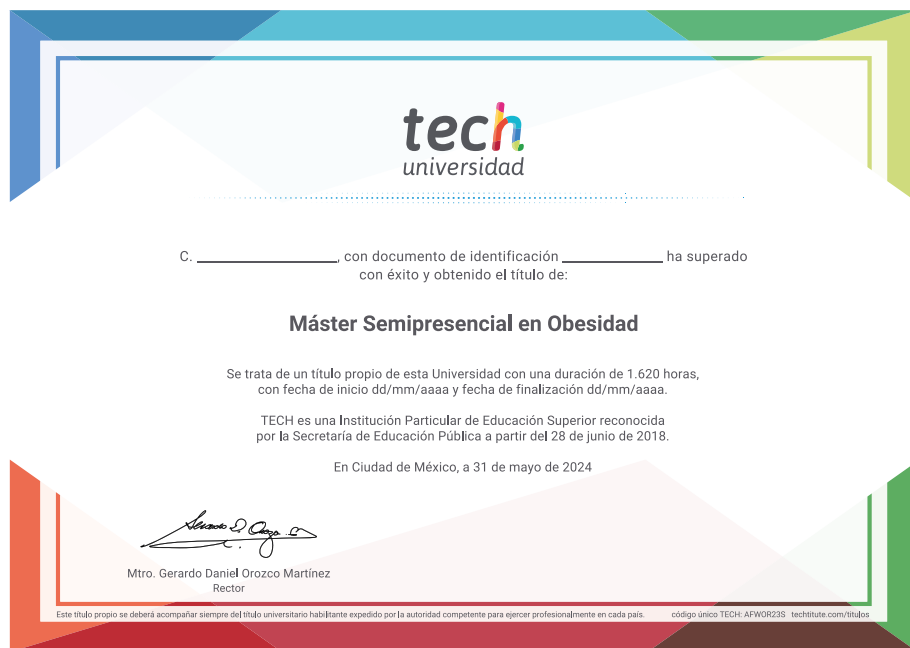 tech
universidad
C. ____________, con documento de identificación ____________ ha superado
con éxito y obtenido el título de:
Máster Semipresencial en Obesidad
Se trata de un título propio de esta Universidad con una duración de 1.620 horas,
con fecha de inicio dd/mm/aaaa y fecha de finalización dd/mm/aaaa.
TECH es una Institución Particular de Educación Superior reconocida
por la Secretaría de Educación Pública a partir del 28 de junio de 2018.
En Ciudad de México, a 31 de mayo de 2024
Mtro. Gerardo Daniel Orozco Martínez
Rector
Este título propio se deberá acompañar siempre del título universitario habilitante expedido por la autoridad competente para ejercer profesionalmente en cada país. código único TECH: AFWOR23S techtitute.com/titulos